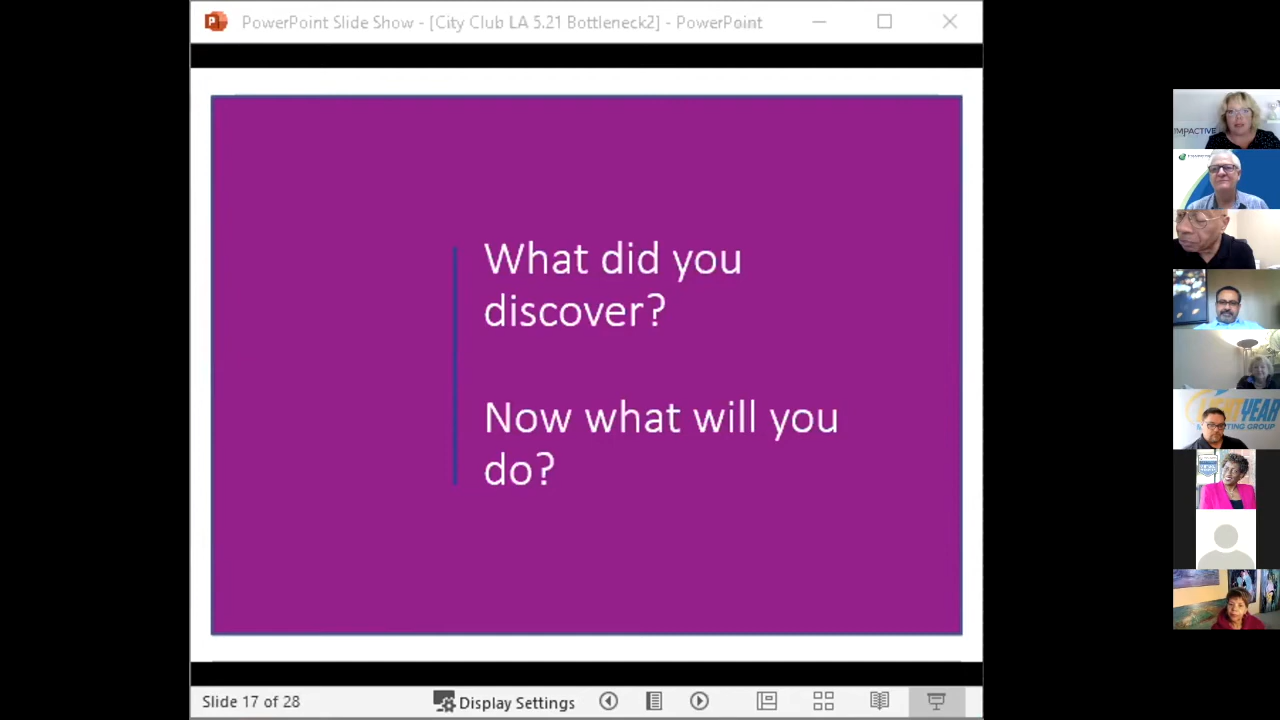 PowerPoint Slide Show - [City Club LA 5.21 Bottleneck2] - PowerPoint
What did you
discover?
Now what will you
do?
Slide 17 of 28
Display Settings
IMPACTIVE